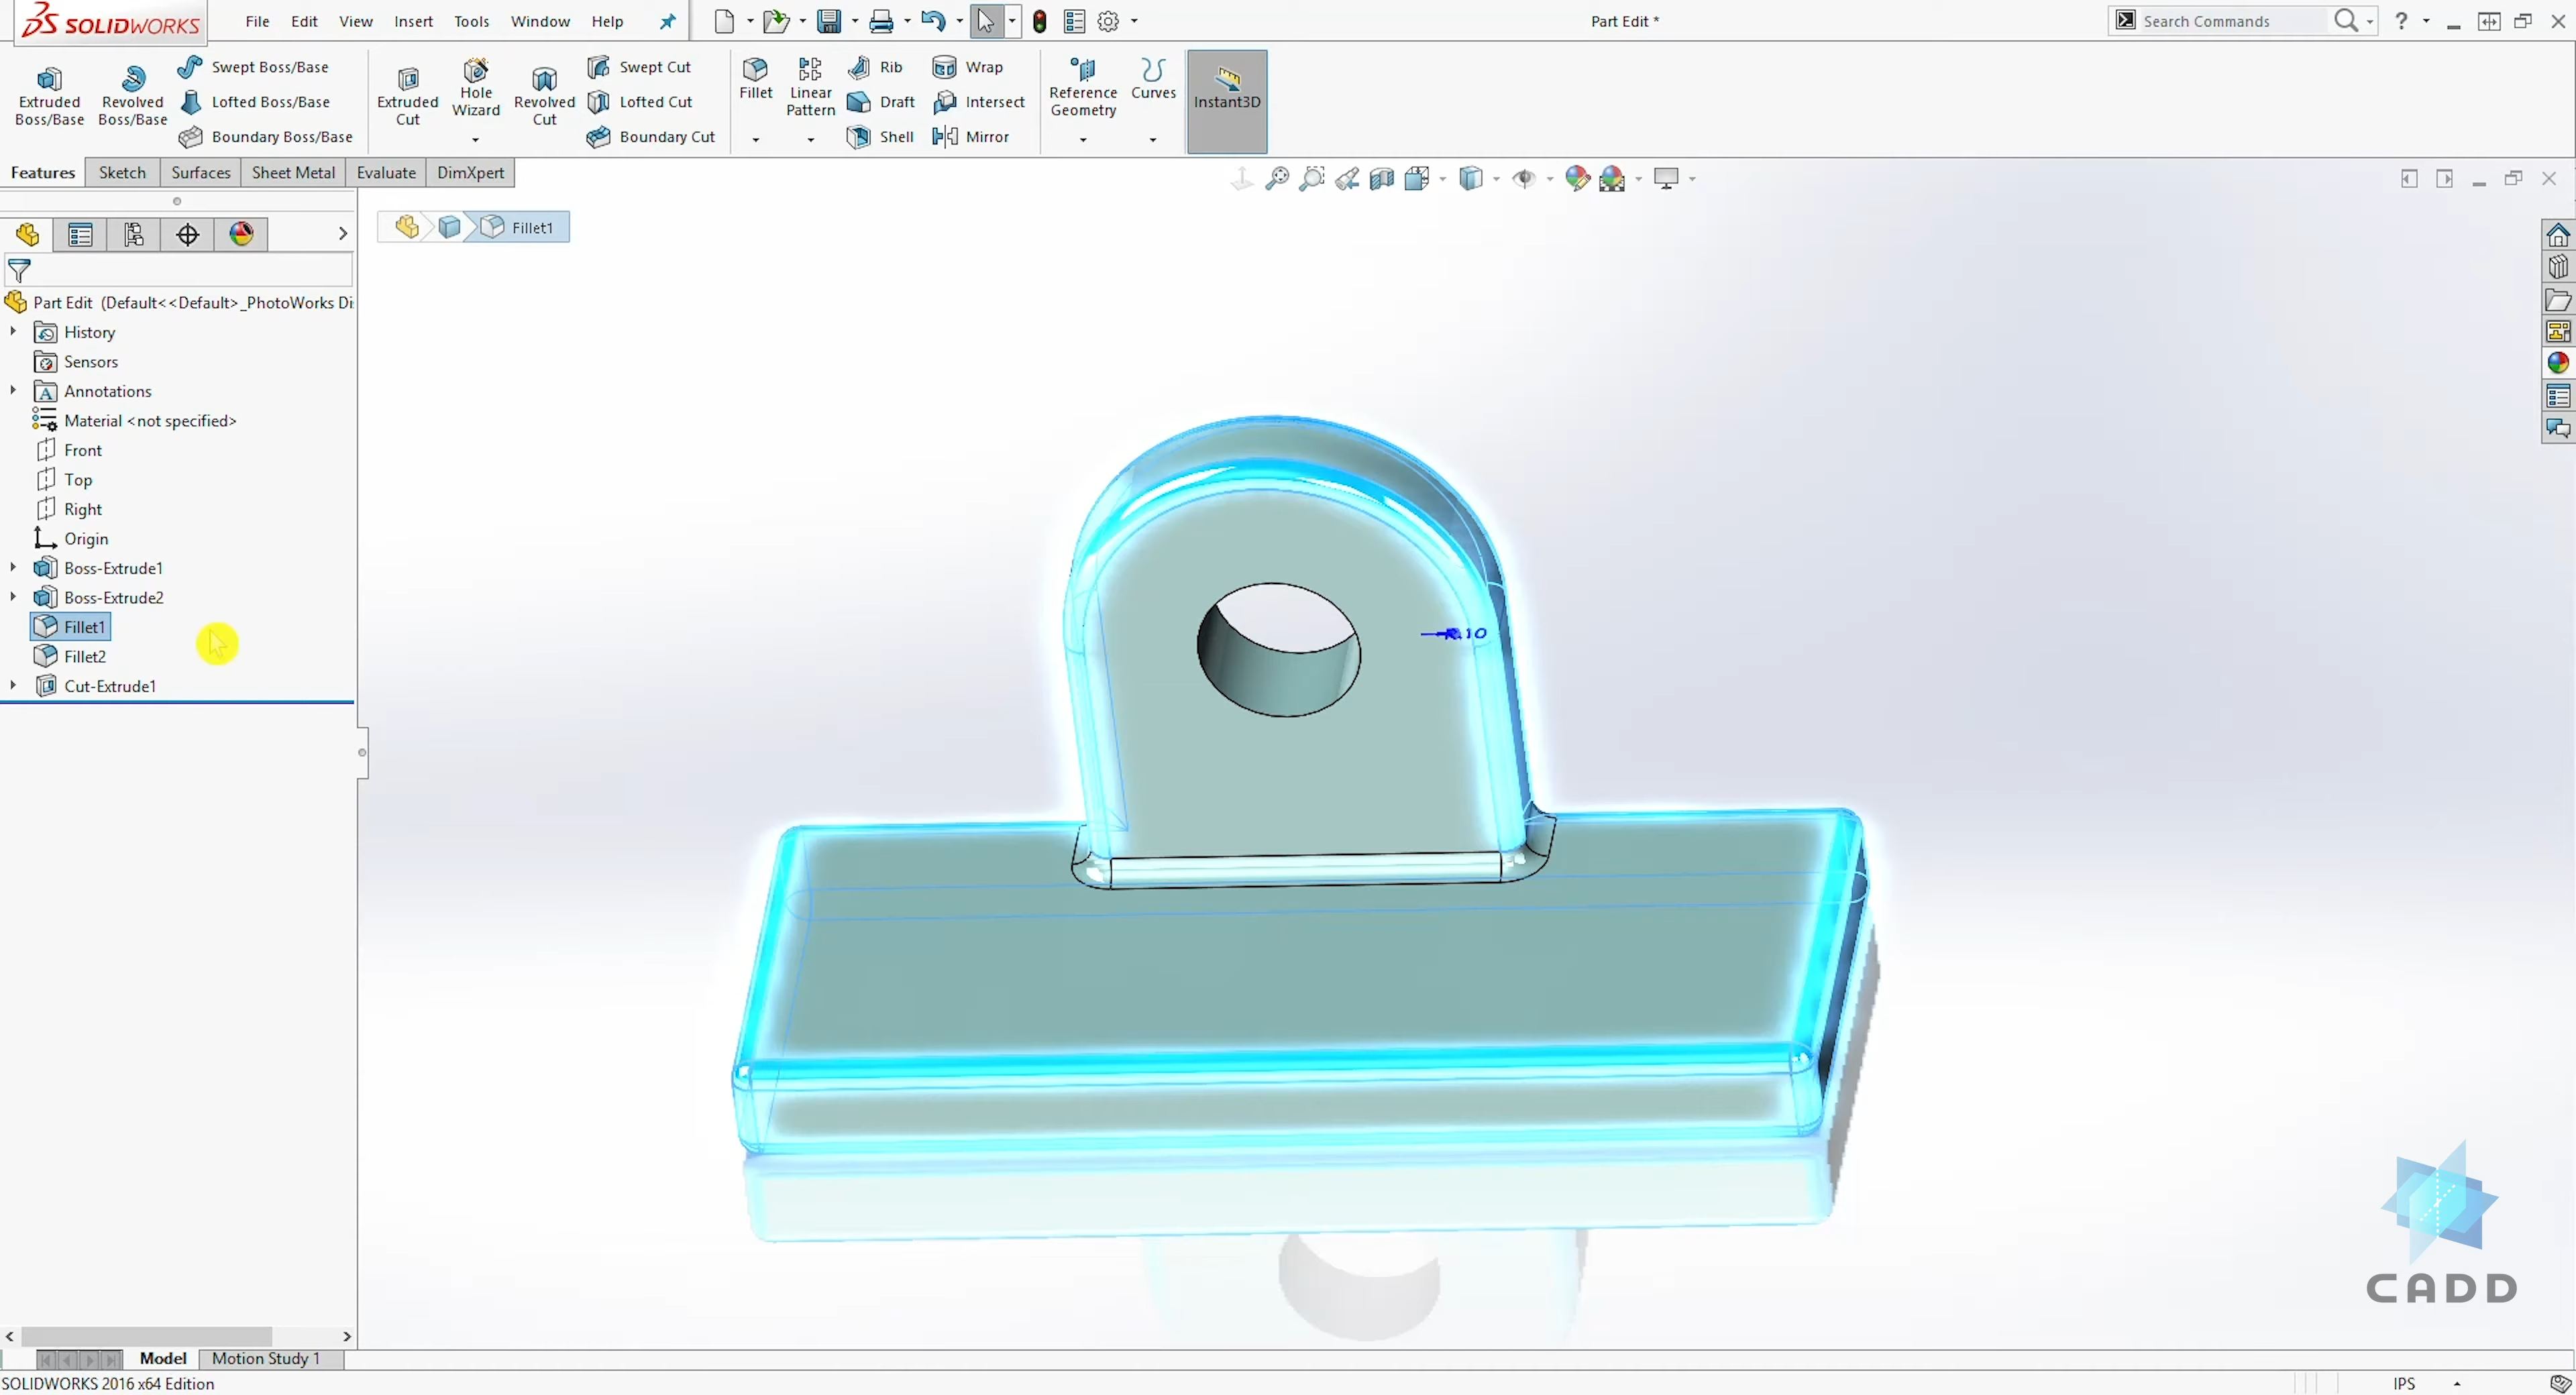 SOLIDWORKS
File Edit View Insert Tools Window Help
Part Edit *
Search Commands
Extruded Boss/Base
Revolved Boss/Base
Swept Boss/Base
Lofted Boss/Base
Boundary Boss/Base
Extruded Cut
Hole Wizard
Revolved Cut
Swept Cut
Lofted Cut
Boundary Cut
Fillet
Linear Pattern
Rib
Draft
Shell
Wrap
Intersect
Mirror
Reference Geometry
Curves
Instant3D
Features Sketch Surfaces Sheet Metal Evaluate DimXpert
Fillet1
Part Edit (Default<<Default>_PhotoWorks Di
History
Sensors
Annotations
Material <not specified>
Front
Top
Right
Origin
Boss-Extrude1
Boss-Extrude2
Fillet1
Fillet2
Cut-Extrude1
CADD
Model Motion Study 1
SOLIDWORKS 2016 x64 Edition
IPS